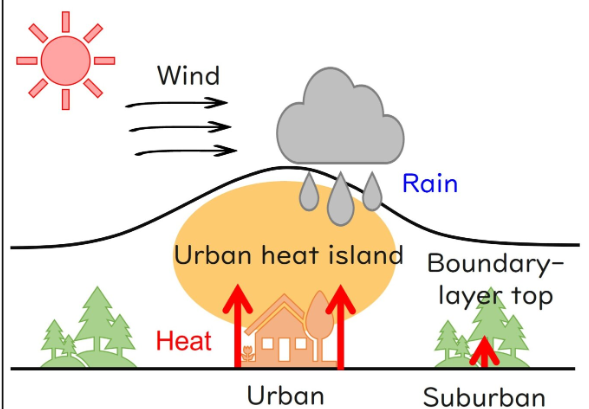 Wind
Rain
Urban heat island
Boundary-
layer top
Heat
Urban
Suburban